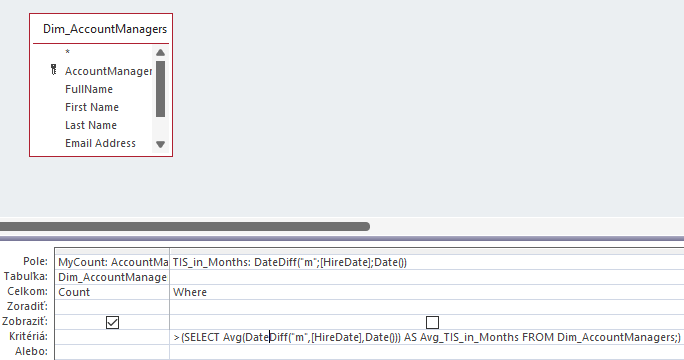 Dim_AccountManagers
*
AccountManager
FullName
First Name
Last Name
Email Address
Pole: MyCount: AccountMa TIS_in_Months: DateDiff("m";[HireDate];Date())
Tabuľka: Dim_AccountManage
Celkom: Count Where
Zoradiť:
Zobraziť:
Kritériá: >(SELECT Avg(DateDiff("m",[HireDate],Date())) AS Avg_TIS_in_Months FROM Dim_AccountManagers;)
Alebo: